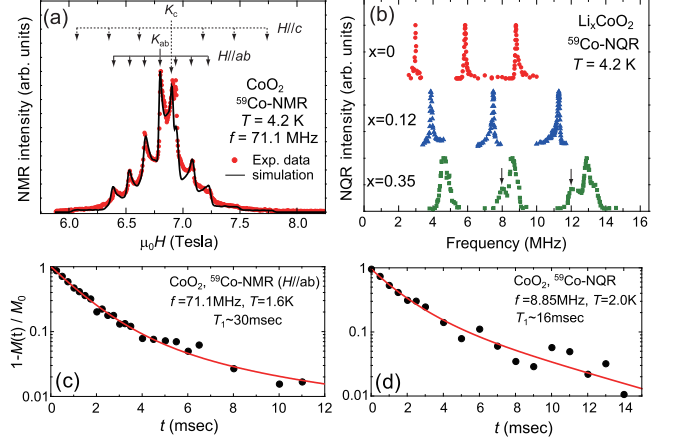 (a)
K_c
H//c
K_ab
H//ab
CoO₂
⁵⁹Co-NMR
T = 4.2 K
f = 71.1 MHz
Exp. data
simulation
NMR intensity (arb. units)
6.0 6.5 7.0 7.5 8.0
μ₀H (Tesla)
(b)
LiₓCoO₂
⁵⁹Co-NQR
T = 4.2 K
x=0
x=0.12
x=0.35
NQR intensity (arb. units)
0 2 4 6 8 10 12 14 16
Frequency (MHz)
CoO₂, ⁵⁹Co-NMR (H//ab)
f =71.1MHz, T=1.6K
T₁~30msec
1-M(t) / M₀
1
0.1
0.01
(c)
0 2 4 6 8 10 12
t (msec)
CoO₂, ⁵⁹Co-NQR
f =8.85MHz, T=2.0K
T₁~16msec
1
0.1
0.01
(d)
0 2 4 6 8 10 12 14
t (msec)